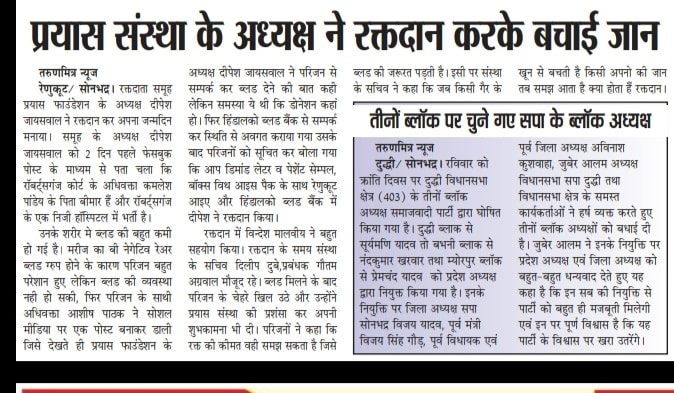 प्रयास संस्था के अध्यक्ष ने रक्तदान करके बचाई जान
तरुणमित्र न्यूज
रेणुकूट/ सोनभद्र। रक्तदाता समूह
प्रयास फाउंडेशन के अध्यक्ष दीपेश
जायसवाल ने रक्तदान कर अपना जन्मदिन
मनाया। समूह के अध्यक्ष दीपेश
जायसवाल को 2 दिन पहले फेसबुक
पोस्ट के माध्यम से पता चला कि
रॉबर्ट्सगंज कोर्ट के अधिवक्ता कमलेश
पांडेय के पिता बीमार हैं और रॉबर्ट्सगंज
के एक निजी हॉस्पिटल में भर्ती है।
उनके शरीर मे ब्लड की बहुत कमी
हो गई है। मरीज का बी नेगेटिव रेअर
ब्लड ग्रुप होने के कारण परिजन बहुत
परेशान हुए लेकिन ब्लड की व्यवस्था
नही हो सकी, फिर परिजन के साथी
अधिवक्ता आशीष पाठक ने सोशल
मीडिया पर एक पोस्ट बनाकर डाली
जिसे देखते ही प्रयास फाउंडेशन के
अध्यक्ष दीपेश जायसवाल ने परिजन से
सम्पर्क कर ब्लड देने की बात कही
लेकिन समस्या ये थी कि डोनेशन कहां
हो। फिर हिंडालको ब्लड बैंक से सम्पर्क
कर स्थिति से अवगत कराया गया उसके
बाद परिजनों को सूचित कर बोला गया
कि आप डिमांड लेटर व पेशेंट सेम्पल,
बॉक्स विथ आइस पैक के साथ रेणुकूट
आइए और हिंडालको ब्लड बैंक में
दीपेश ने रक्तदान किया।
रक्तदान में विन्देश मालवीय ने बहुत
सहयोग किया। रक्तदान के समय संस्था
के सचिव दिलीप दुबे,प्रबंधक गौतम
अग्रवाल मौजूद रहे। ब्लड मिलने के बाद
परिजन के चेहरे खिल उठे और उन्होंने
प्रयास संस्था की प्रशंसा कर अपनी
शुभकामना भी दी। परिजनों ने कहा कि
रक्त की कीमत वही समझ सकता है जिसे
ब्लड की जरूरत पड़ती है। इसी पर संस्था
के सचिव ने कहा कि जब किसी गैर के
खून से बचती है किसी अपनो की जान
तब समझ आता है क्या होता हैं रक्तदान।
तीनों ब्लॉक पर चुने गए सपा के ब्लॉक अध्यक्ष
तरुणमित्र न्यूज
दुद्धी/ सोनभद्र। रविवार को
क्रांति दिवस पर दुद्धी विधानसभा
क्षेत्र (403) के तीनों ब्लॉक
अध्यक्ष समाजवादी पार्टी द्वारा घोषित
किया गया है। दुद्धी ब्लाक से
सूर्यमणि यादव तो बभनी ब्लाक से
नंदकुमार खरवार तथा म्योरपुर ब्लॉक
से प्रेमचंद यादव को प्रदेश अध्यक्ष
द्वारा नियुक्त किया गया है। इनके
नियुक्ति पर जिला अध्यक्ष सपा
सोनभद्र विजय यादव, पूर्व मंत्री
विजय सिंह गौड़, पूर्व विधायक एवं
पूर्व जिला अध्यक्ष अविनाश
कुशवाहा, जुबेर आलम अध्यक्ष
विधानसभा सपा दुद्धी तथा
विधानसभा क्षेत्र के समस्त
कार्यकर्ताओं ने हर्ष व्यक्त करते हुए
तीनों ब्लॉक अध्यक्षों को बधाई दी
है। जुबेर आलम ने इनके नियुक्ति पर
प्रदेश अध्यक्ष एवं जिला अध्यक्ष को
बहुत-बहुत धन्यवाद देते हुए यह
कहा है कि इन सब की नियुक्ति से
पार्टी को बहुत ही मजबूती मिलेगी
एवं इन पर पूर्ण विश्वास है कि यह
पार्टी के विश्वास पर खरा उतरेंगे।